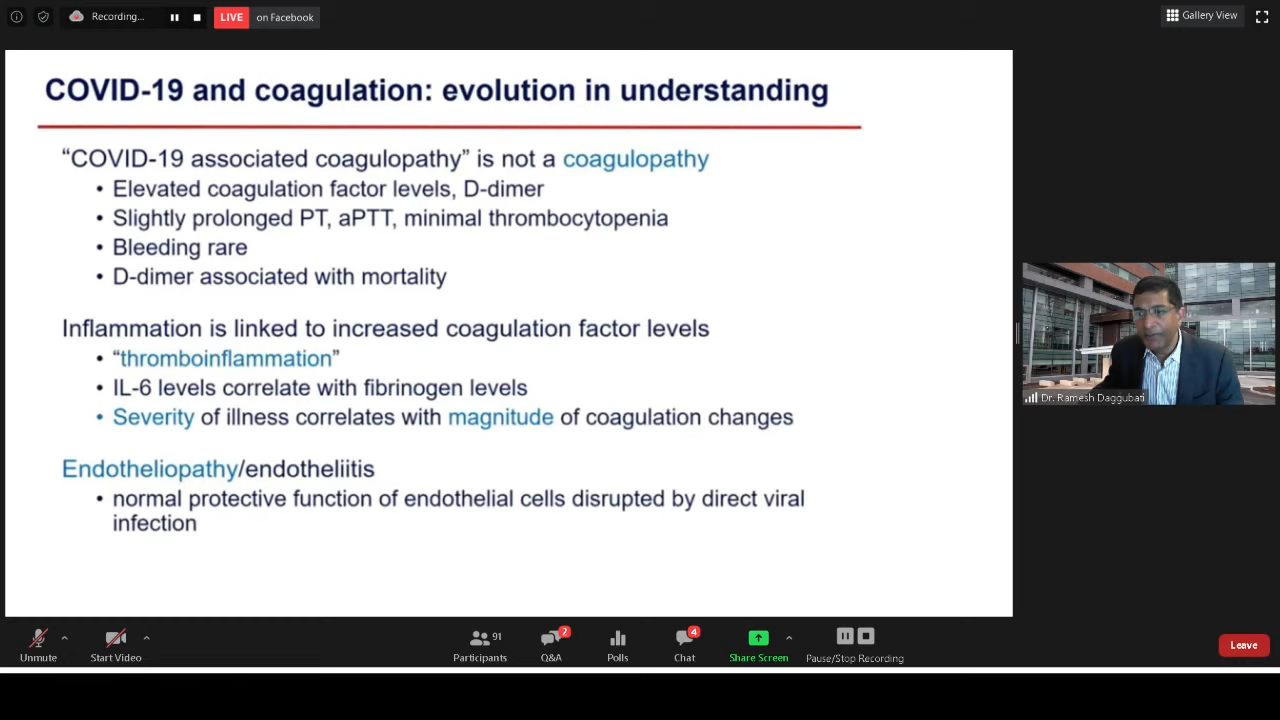 Recording...
LIVE on Facebook
Gallery View
COVID-19 and coagulation: evolution in understanding
“COVID-19 associated coagulopathy” is not a coagulopathy
• Elevated coagulation factor levels, D-dimer
• Slightly prolonged PT, aPTT, minimal thrombocytopenia
• Bleeding rare
• D-dimer associated with mortality
Inflammation is linked to increased coagulation factor levels
• “thromboinflammation”
• IL-6 levels correlate with fibrinogen levels
• Severity of illness correlates with magnitude of coagulation changes
Endotheliopathy/endotheliitis
• normal protective function of endothelial cells disrupted by direct viral
infection
Dr. Ramesh Daggubati
91
2
4
Unmute
Start Video
Participants
Q&A
Polls
Chat
Share Screen
Pause/Stop Recording
Leave